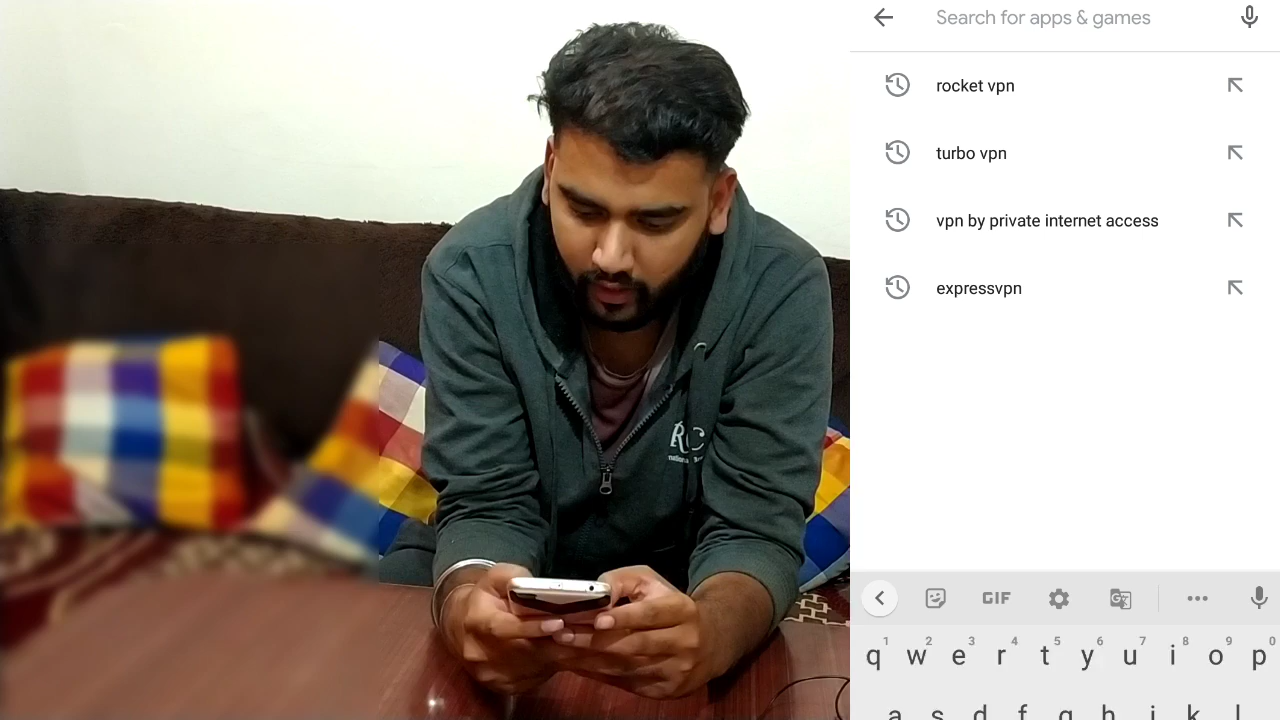 Search for apps & games
rocket vpn
turbo vpn
vpn by private internet access
expressvpn
GIF
1 2 3 4 5 6 7 8 9 0
q w e r t y u i o p
a s d f g h j k l